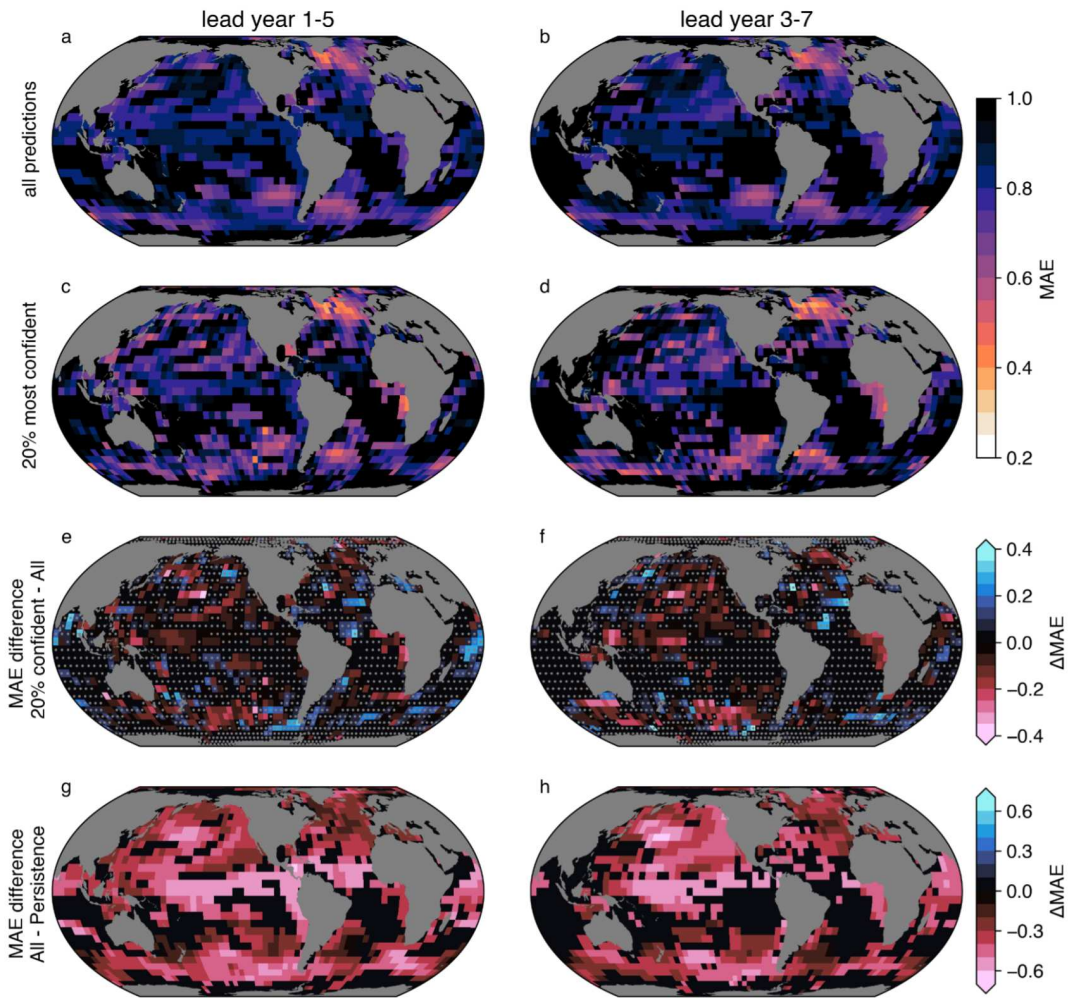 lead year 1-5
lead year 3-7
a
b
all predictions
1.0
0.8
0.6
0.4
0.2
MAE
c
d
20% most confident
e
f
MAE difference
20% confident - All
0.4
0.2
0.0
−0.2
−0.4
ΔMAE
g
h
MAE difference
All - Persistence
0.6
0.3
0.0
−0.3
−0.6
ΔMAE